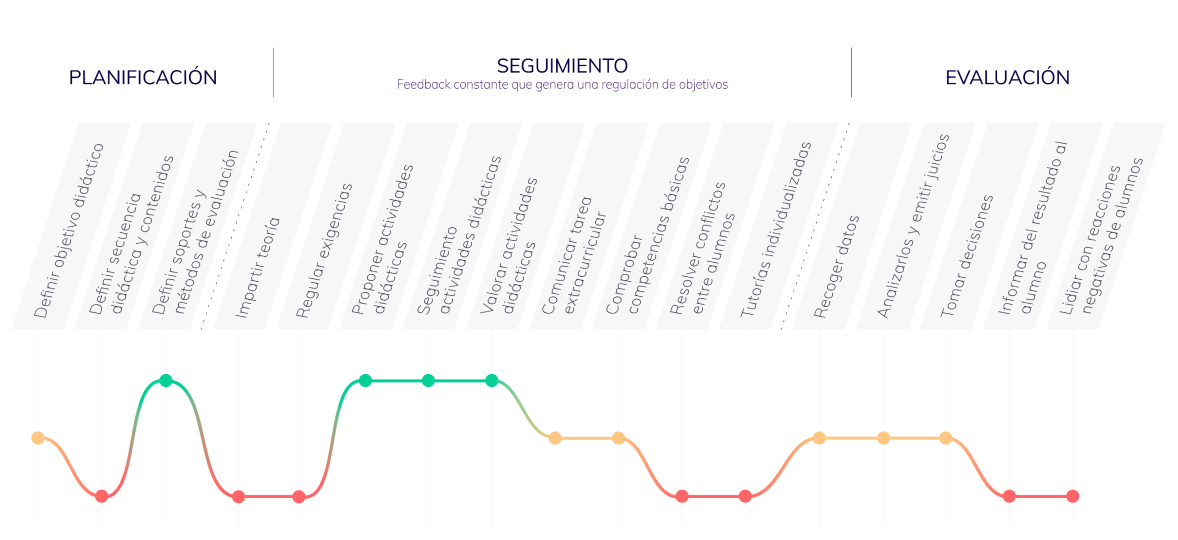 PLANIFICACIÓN
SEGUIMIENTO
Feedback constante que genera una regulación de objetivos
EVALUACIÓN
Definir objetivo didáctico
Definir secuencia
didáctica y contenidos
Definir soportes y
métodos de evaluación
Impartir teoría
Regular exigencias
Proponer actividades
didácticas
Seguimiento
actividades didácticas
Valorar actividades
didácticas
Comunicar tarea
extracurricular
Comprobar
competencias básicas
Resolver conflictos
entre alumnos
Tutorías individualizadas
Recoger datos
Analizarlos y emitir juicios
Tomar decisiones
Informar del resultado al
alumno
Lidiar con reacciones
negativas de alumnos